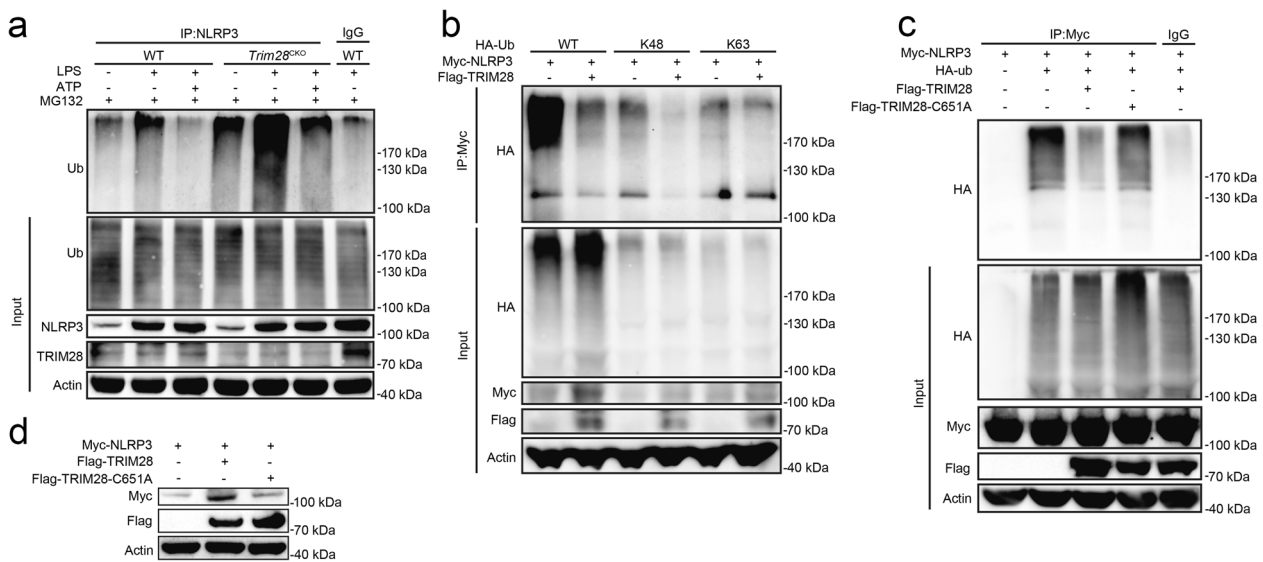 a
IP:NLRP3 IgG
WT Trim28CKO WT
LPS - + + - + + +
ATP - - + - - + -
MG132 + + + + + + +
Ub
-170 kDa
-130 kDa
-100 kDa
Input
Ub
-170 kDa
-130 kDa
-100 kDa
NLRP3 -100 kDa
TRIM28 -70 kDa
Actin -40 kDa
b
HA-Ub WT K48 K63
Myc-NLRP3 + + + + + +
Flag-TRIM28 - + - + - +
IP:Myc
HA
-170 kDa
-130 kDa
-100 kDa
Input
HA
-170 kDa
-130 kDa
-100 kDa
Myc -100 kDa
Flag -70 kDa
Actin -40 kDa
c
IP:Myc IgG
Myc-NLRP3 + + + + +
HA-ub - + + + +
Flag-TRIM28 - - + - +
Flag-TRIM28-C651A - - - + -
HA
-170 kDa
-130 kDa
-100 kDa
Input
HA
-170 kDa
-130 kDa
-100 kDa
Myc -100 kDa
Flag -70 kDa
Actin -40 kDa
d
Myc-NLRP3 + + +
Flag-TRIM28 - + -
Flag-TRIM28-C651A - - +
Myc -100 kDa
Flag -70 kDa
Actin -40 kDa